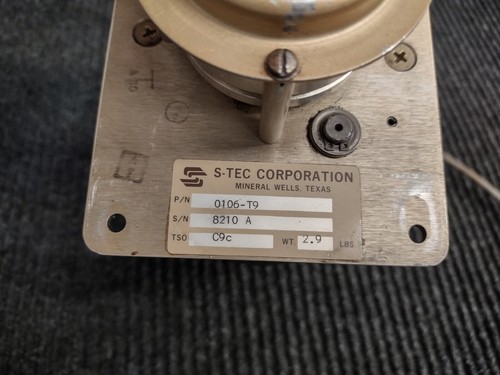 S-TEC CORPORATION
MINERAL WELLS, TEXAS
P/N 0106-T9
S/N 8210 A
TSO C9c WT 2.9 LBS